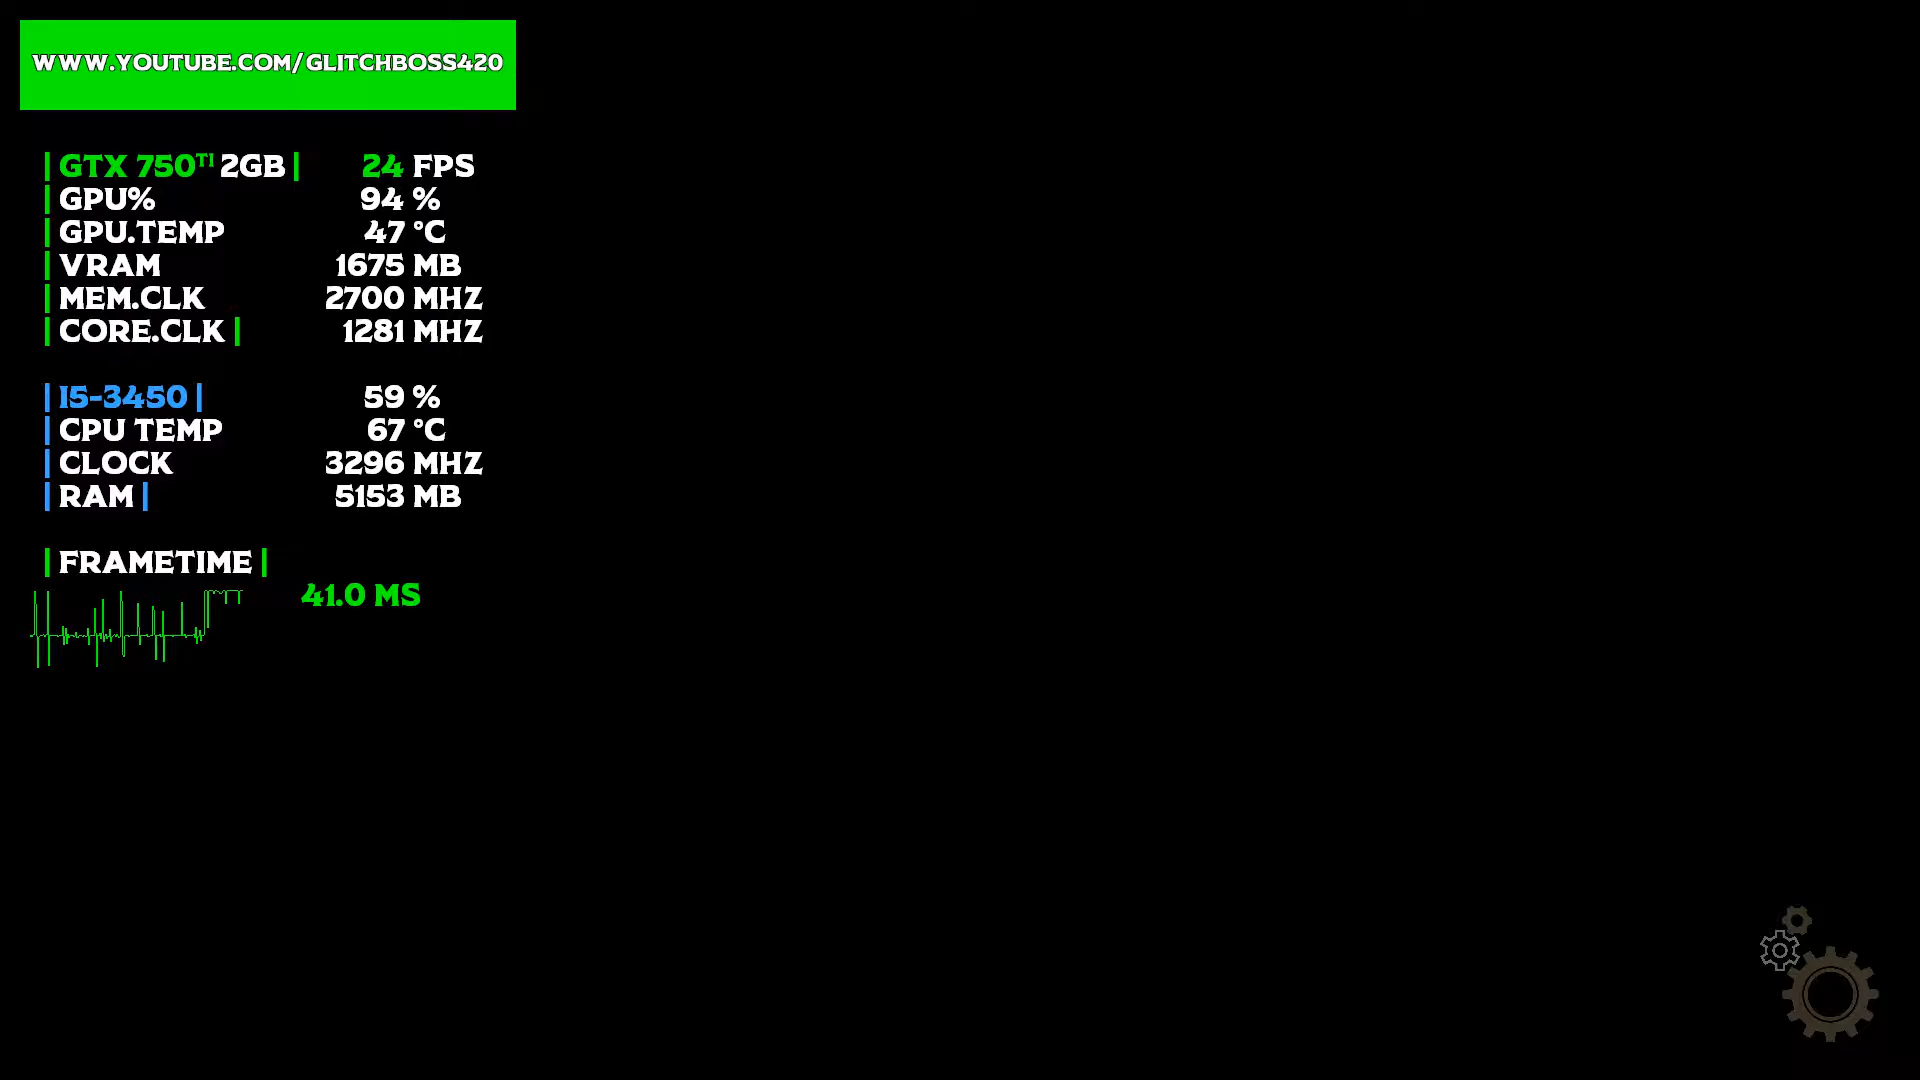 WWW.YOUTUBE.COM/GLITCHBOSS420
| GTX 750TI 2GB | 24 FPS
| GPU% 94 %
| GPU.TEMP 47 °C
| VRAM 1675 MB
| MEM.CLK 2700 MHZ
| CORE.CLK | 1281 MHZ
| I5-3450 | 59 %
| CPU TEMP 67 °C
| CLOCK 3296 MHZ
| RAM | 5153 MB
| FRAMETIME |
41.0 MS